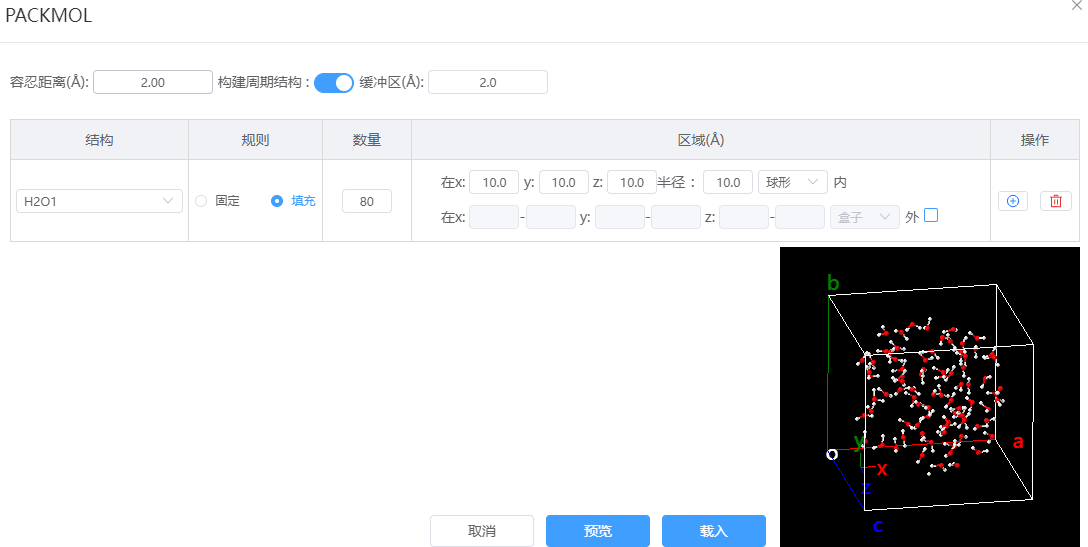 PACKMOL
容忍距离(Å): 2.00 构建周期结构 : 缓冲区(Å): 2.0
结构 规则 数量 区域(Å) 操作
H2O1 固定 填充 80
在x: 10.0 y: 10.0 z: 10.0 半径 : 10.0 球形 内
在x: - y: - z: - 盒子 外
b
a
y
o
x
z
c
取消 预览 载入